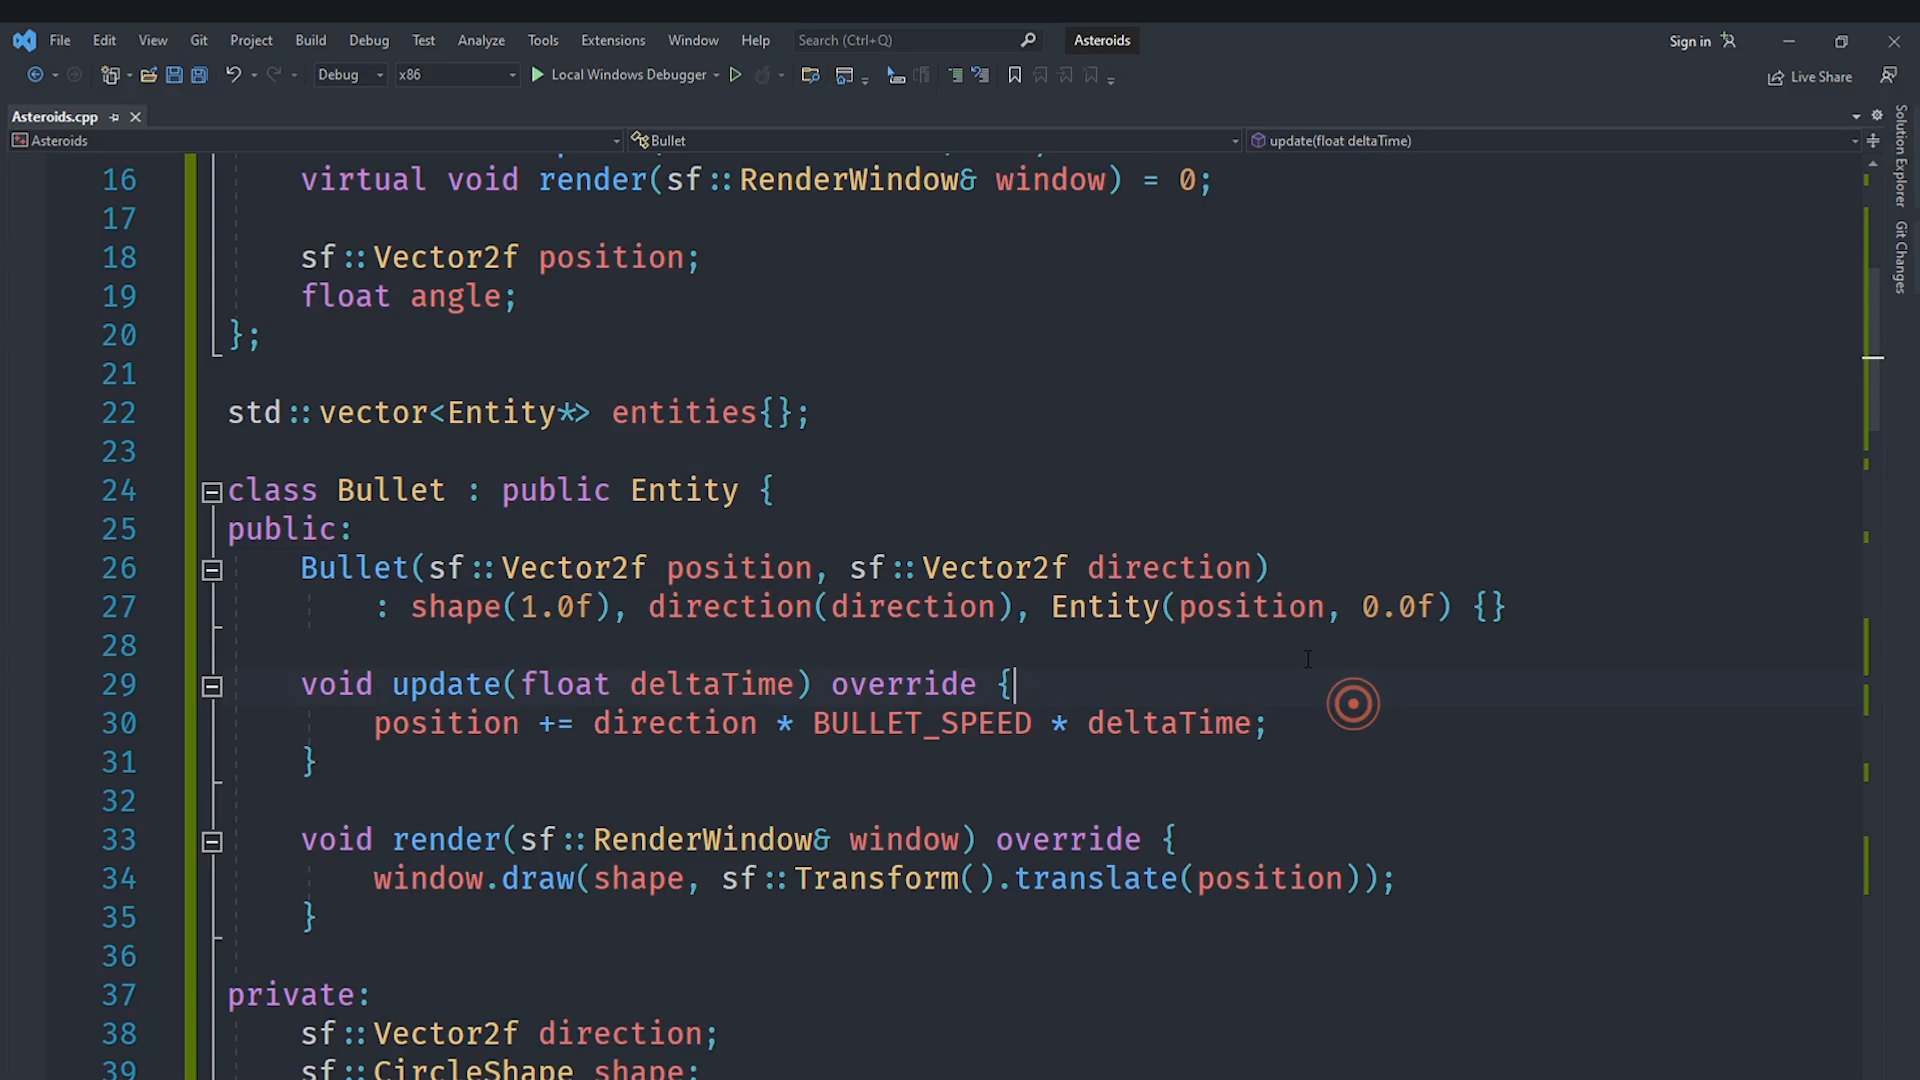 File Edit View Git Project Build Debug Test Analyze Tools Extensions Window Help Search (Ctrl+Q) Asteroids Sign in
Debug x86 Local Windows Debugger Live Share
Asteroids.cpp
Asteroids Bullet update(float deltaTime)
Solution Explorer
Git Changes
16 virtual void render(sf::RenderWindow& window) = 0;
17
18 sf::Vector2f position;
19 float angle;
20 };
21
22 std::vector<Entity*> entities{};
23
24 class Bullet : public Entity {
25 public:
26 Bullet(sf::Vector2f position, sf::Vector2f direction)
27 : shape(1.0f), direction(direction), Entity(position, 0.0f) {}
28
29 void update(float deltaTime) override {
30 position += direction * BULLET_SPEED * deltaTime;
31 }
32
33 void render(sf::RenderWindow& window) override {
34 window.draw(shape, sf::Transform().translate(position));
35 }
36
37 private:
38 sf::Vector2f direction;
39 sf::CircleShape shape;